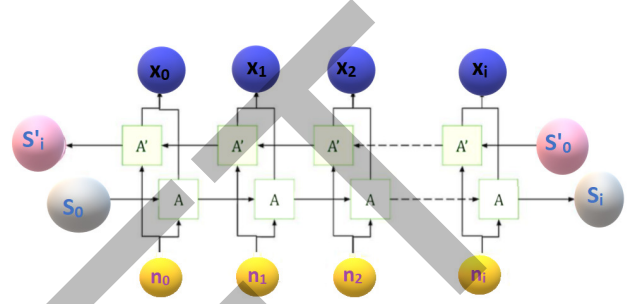 x₀ x₁ x₂ xᵢ
S'ᵢ A' A' A' A' S'₀
S₀ A A A A Sᵢ
n₀ n₁ n₂ nᵢ